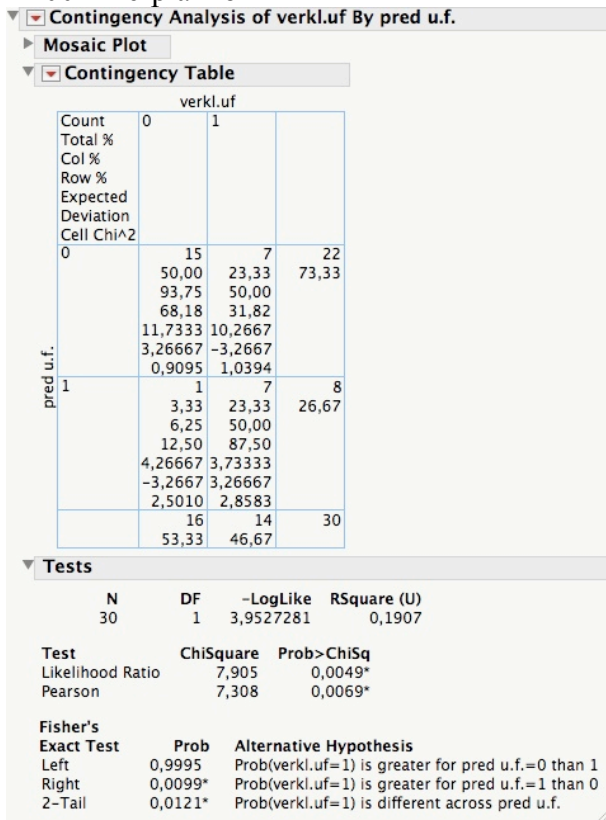 Contingency Analysis of verkl.uf By pred u.f.
Mosaic Plot
Contingency Table
verkl.uf
Count 0 1
Total %
Col %
Row %
Expected
Deviation
Cell Chi^2
pred u.f.
0 15 7 22
50,00 23,33 73,33
93,75 50,00
68,18 31,82
11,7333 10,2667
3,26667 -3,2667
0,9095 1,0394
1 1 7 8
3,33 23,33 26,67
6,25 50,00
12,50 87,50
4,26667 3,73333
-3,2667 3,26667
2,5010 2,8583
16 14 30
53,33 46,67
Tests
N DF -LogLike RSquare (U)
30 1 3,9527281 0,1907
Test ChiSquare Prob>ChiSq
Likelihood Ratio 7,905 0,0049*
Pearson 7,308 0,0069*
Fisher's
Exact Test Prob Alternative Hypothesis
Left 0,9995 Prob(verkl.uf=1) is greater for pred u.f.=0 than 1
Right 0,0099* Prob(verkl.uf=1) is greater for pred u.f.=1 than 0
2-Tail 0,0121* Prob(verkl.uf=1) is different across pred u.f.